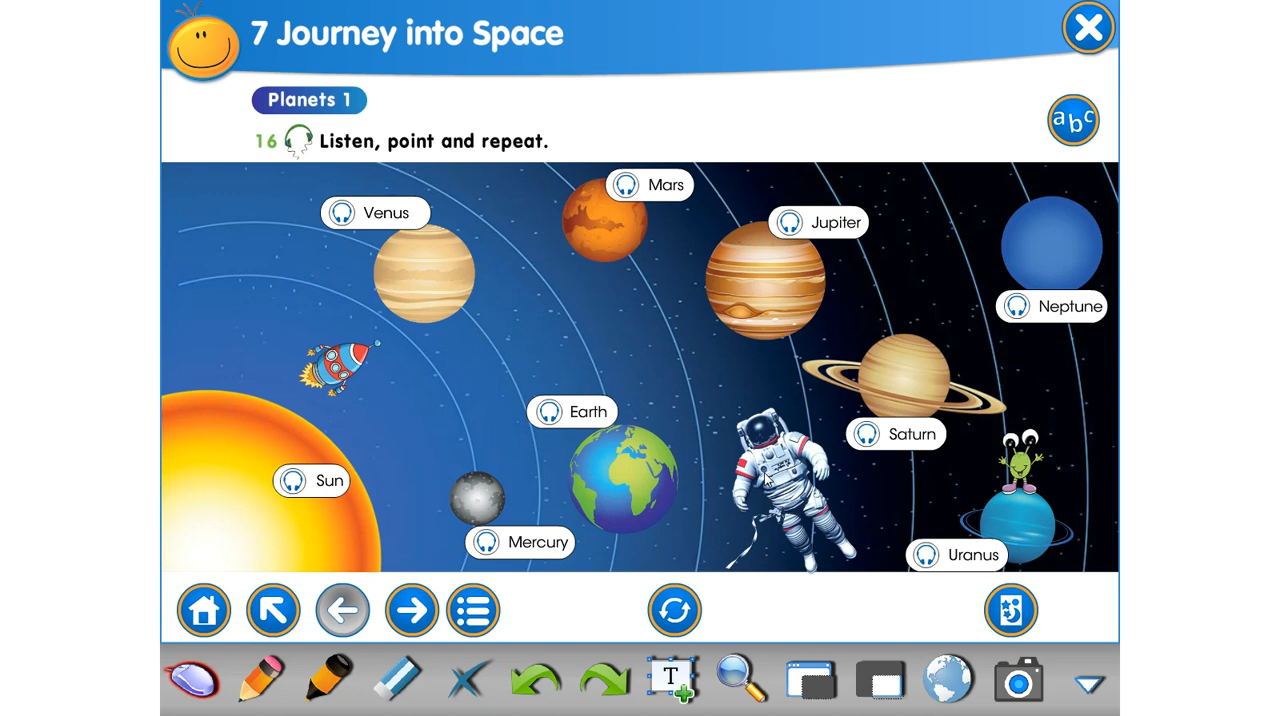 7 Journey into Space
Planets 1
abc
16 Listen, point and repeat.
Mars
Venus
Jupiter
Neptune
Earth
Saturn
Sun
Mercury
Uranus
T